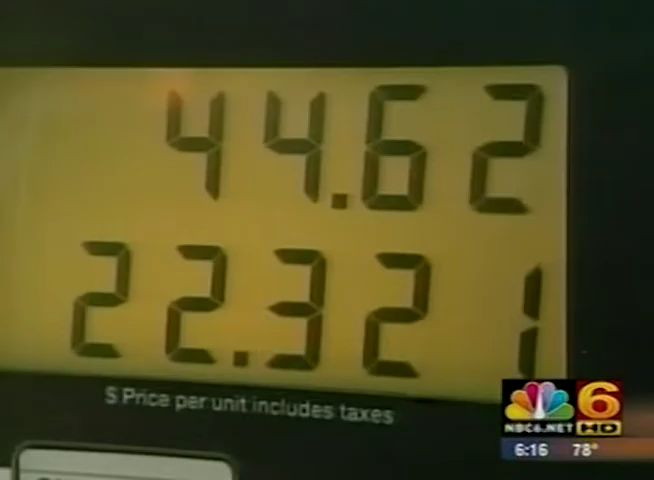 44.62
22.321
$ Price per unit includes taxes
6
NBC6.NET HD
6:16 78°